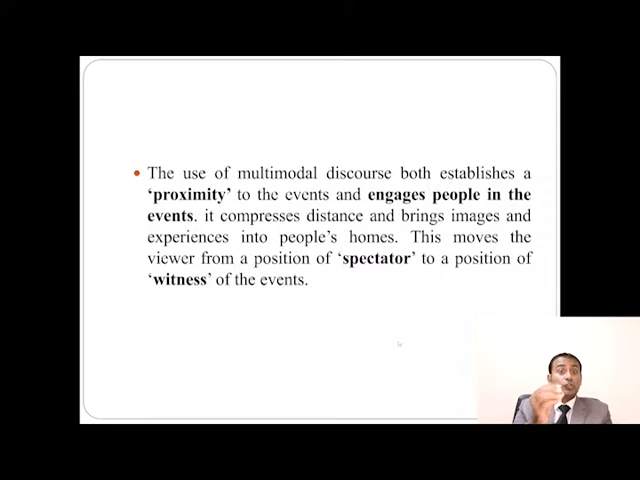 The use of multimodal discourse both establishes a
‘proximity’ to the events and engages people in the
events. it compresses distance and brings images and
experiences into people’s homes. This moves the
viewer from a position of ‘spectator’ to a position of
‘witness’ of the events.